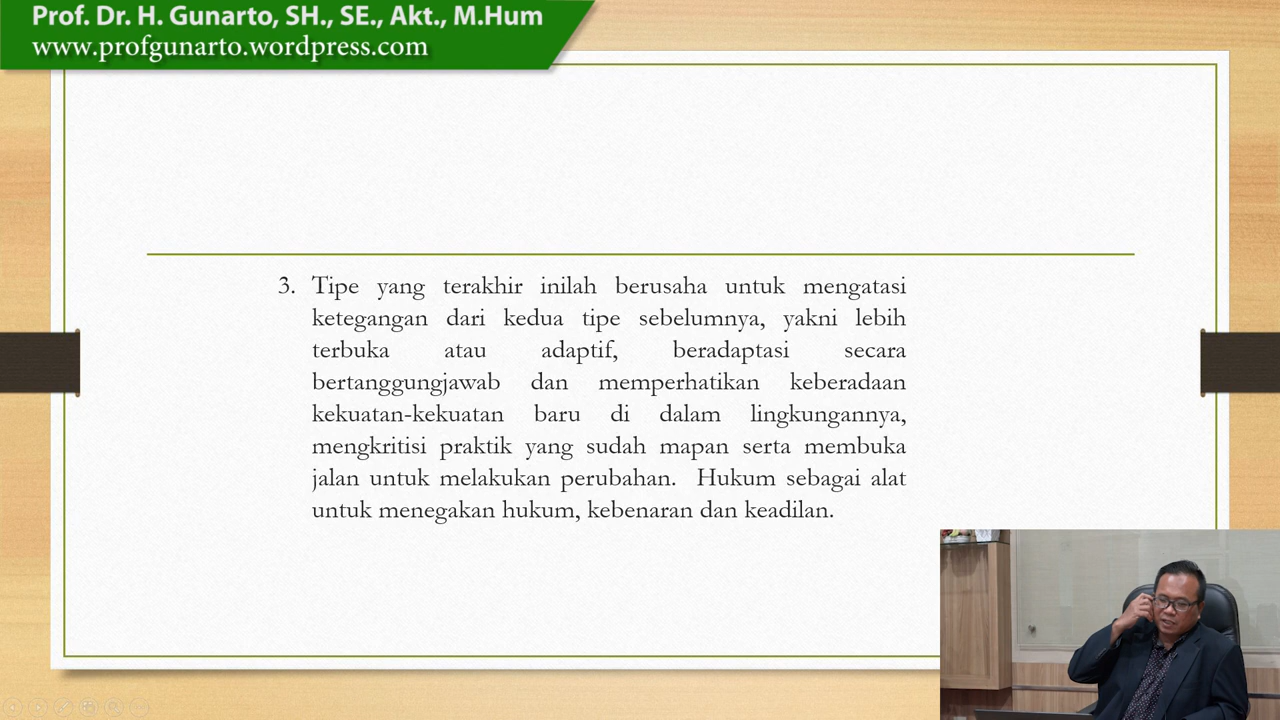 Prof. Dr. H. Gunarto, SH., SE., Akt., M.Hum
www.profgunarto.wordpress.com
3. Tipe yang terakhir inilah berusaha untuk mengatasi
ketegangan dari kedua tipe sebelumnya, yakni lebih
terbuka atau adaptif, beradaptasi secara
bertanggungjawab dan memperhatikan keberadaan
kekuatan-kekuatan baru di dalam lingkungannya,
mengkritisi praktik yang sudah mapan serta membuka
jalan untuk melakukan perubahan. Hukum sebagai alat
untuk menegakan hukum, kebenaran dan keadilan.